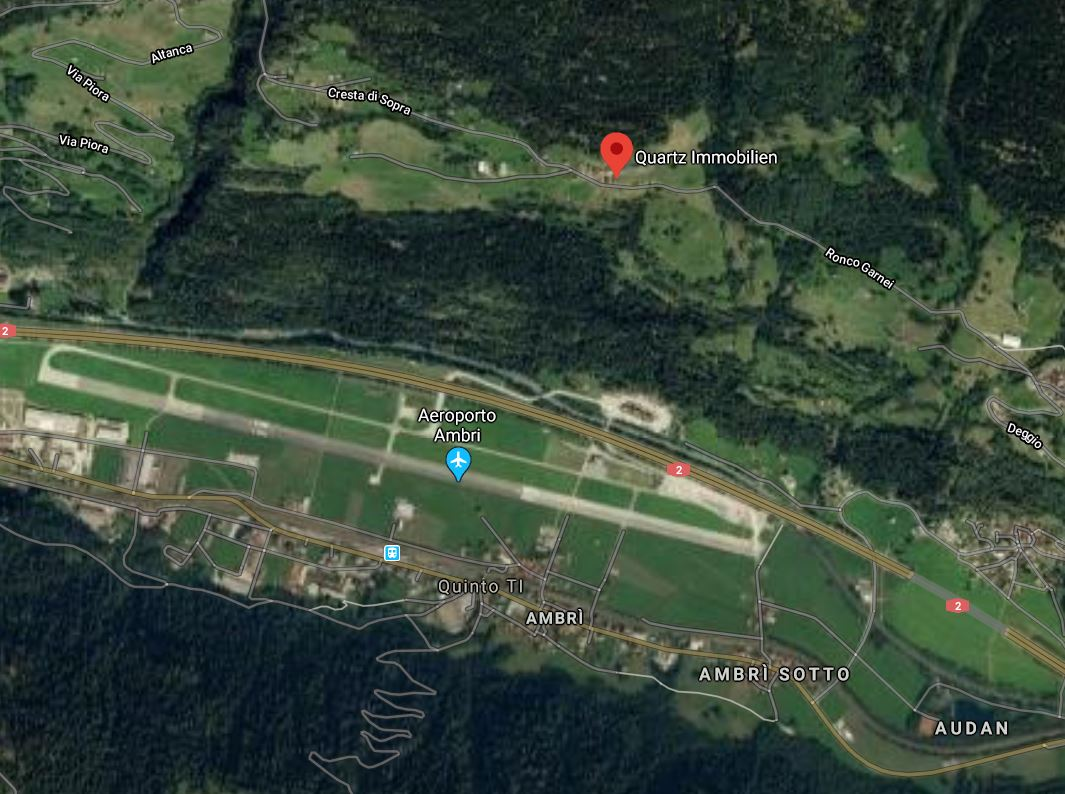 Altanca
Via Piora
Cresta di Sopra
Via Piora
Quartz Immobilien
Ronco Garnei
2
Aeroporto
Ambri
Deggio
2
Quinto TI
2
AMBRÌ
AMBRÌ SOTTO
AUDAN